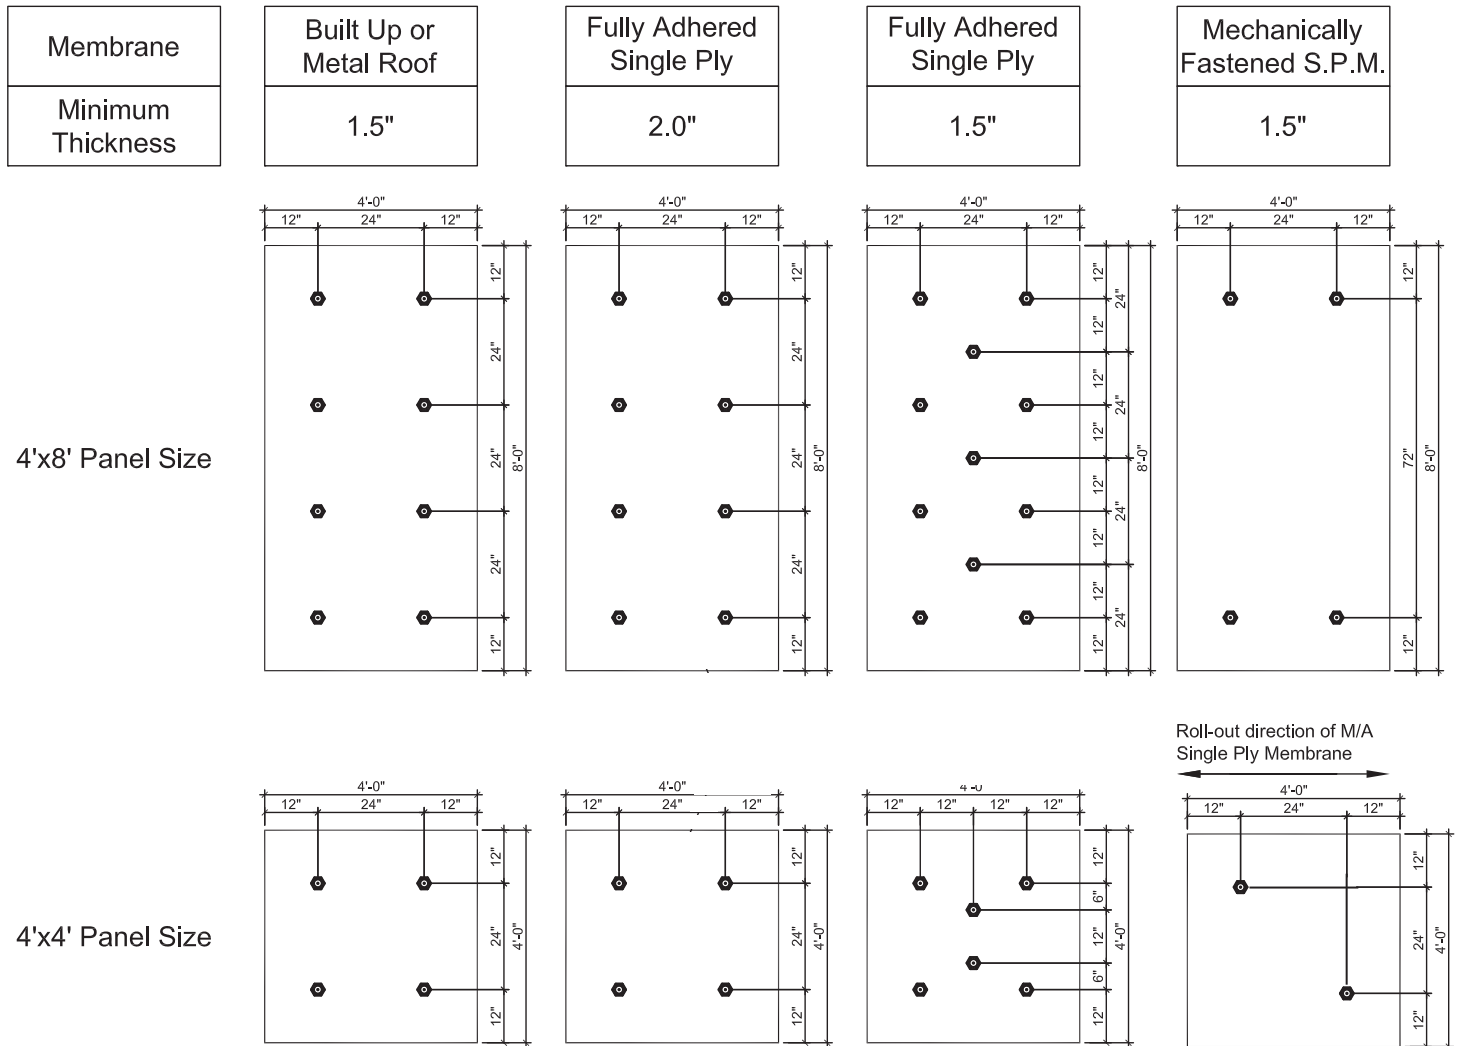 Membrane
Built Up or
Metal Roof
Fully Adhered
Single Ply
Fully Adhered
Single Ply
Mechanically
Fastened S.P.M.
Minimum
Thickness
1.5"
2.0"
1.5"
1.5"
4'-0"
4'-0"
4'-0"
4'-0"
12" 24" 12"
12" 24" 12"
12" 24" 12"
12" 24" 12"
4'x8' Panel Size
12"
24"
24"
24"
12"
8'-0"
12"
24"
24"
24"
12"
8'-0"
12"
12"
12"
12"
12"
12"
12"
12"
24"
24"
24"
24"
8'-0"
12"
72"
12"
8'-0"
Roll-out direction of M/A
Single Ply Membrane
4'-0"
4'-0"
4'-0"
12" 24" 12"
12" 24" 12"
12" 12" 12" 12"
12" 24" 12"
4'x4' Panel Size
12"
24"
12"
4'-0"
12"
24"
12"
4'-0"
12"
6"
12"
6"
12"
4'-0"
12"
24"
12"
4'-0"